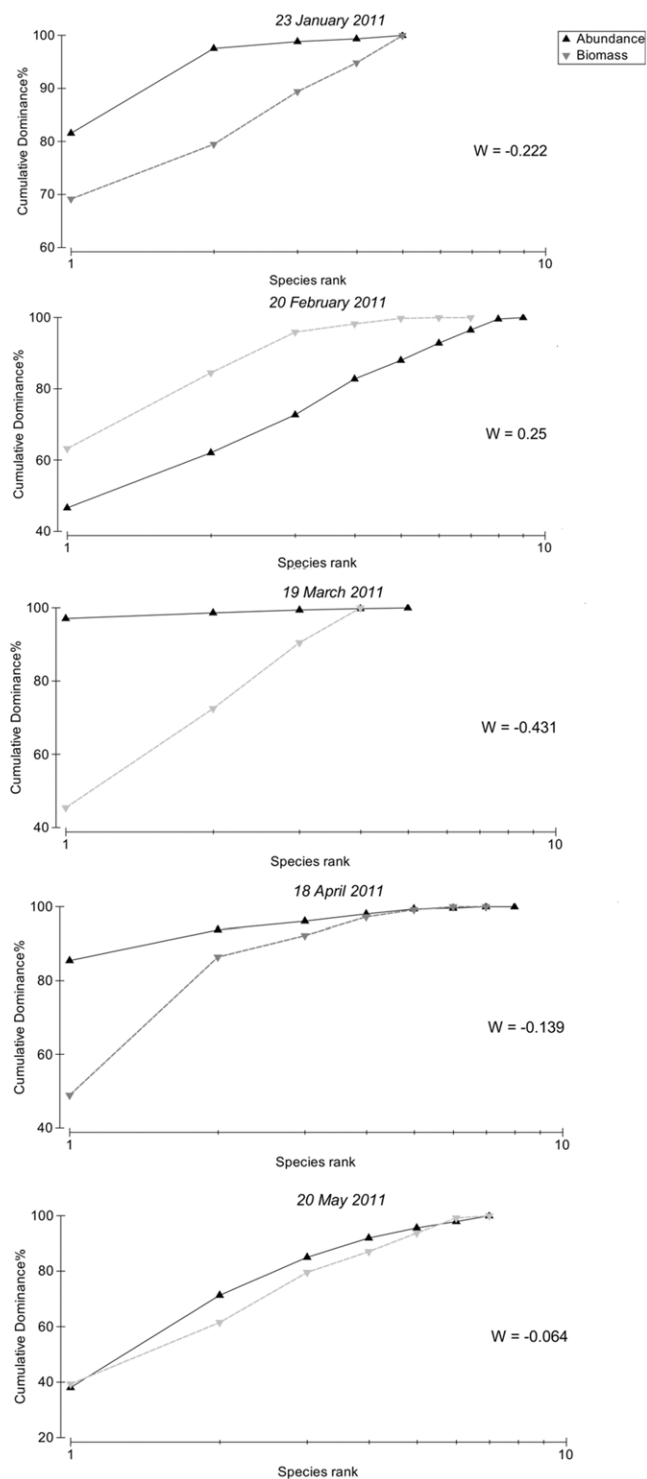 23 January 2011
Abundance
Biomass
100
90
80
70
60
Cumulative Dominance%
W = -0.222
1
10
Species rank
20 February 2011
100
80
60
40
Cumulative Dominance%
W = 0.25
1
10
Species rank
19 March 2011
100
80
60
40
Cumulative Dominance%
W = -0.431
1
10
Species rank
18 April 2011
100
80
60
40
Cumulative Dominance%
W = -0.139
1
10
Species rank
20 May 2011
100
80
60
40
20
Cumulative Dominance%
W = -0.064
1
10
Species rank